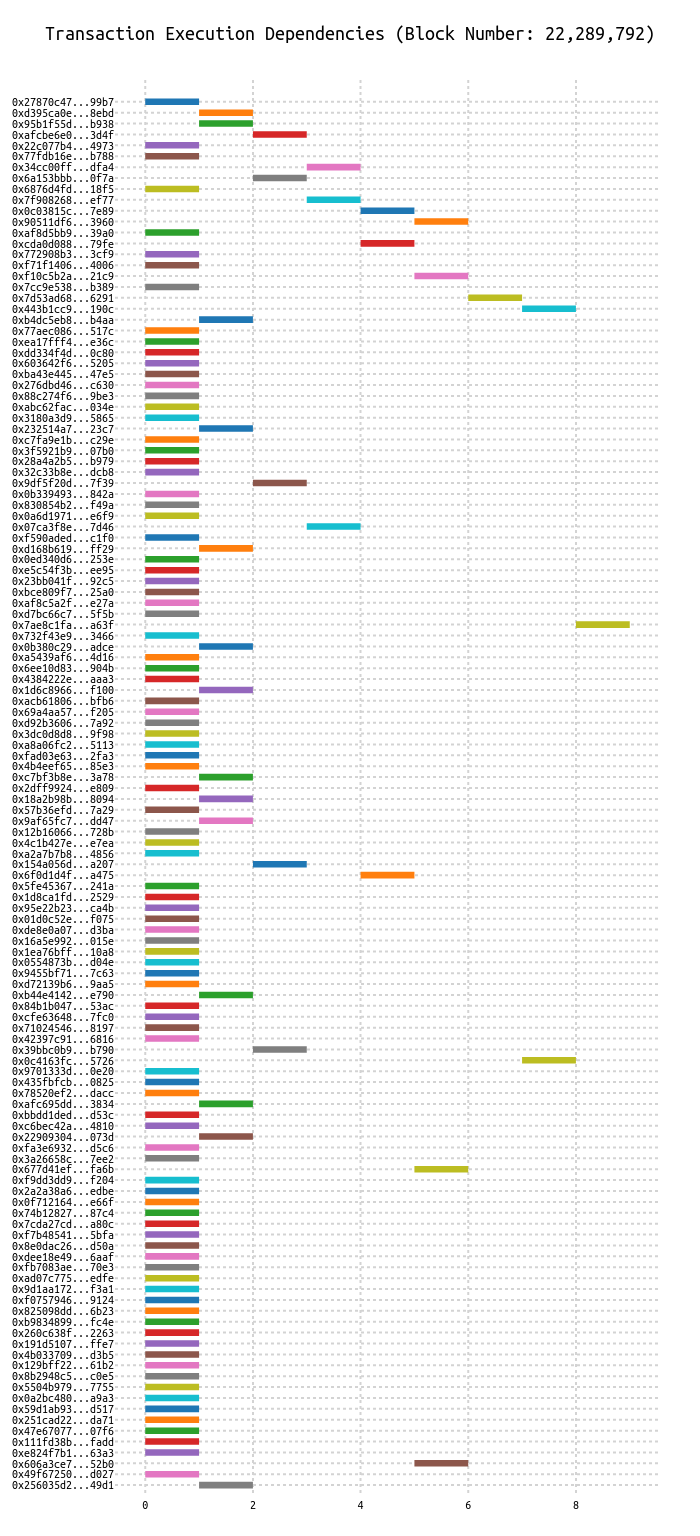 Transaction Execution Dependencies (Block Number: 22,289,792)
0x27870c47...99b7
0xd395ca0e...8ebd
0x95b1f55d...b938
0xafcbe6e0...3d4f
0x22c077b4...4973
0x77fdb16e...b788
0x34cc00ff...dfa4
0x6a153bbb...0f7a
0x6876d4fd...18f5
0x7f908268...ef77
0x0c03815c...7e89
0x90511df6...3960
0xaf8d5bb9...39a0
0xcda0d088...79fe
0x772908b3...3cf9
0xf71f1406...4006
0xf10c5b2a...21c9
0x7cc9e538...b389
0x7d53ad68...6291
0x443b1cc9...190c
0xb4dc5eb8...b4aa
0x77aec086...517c
0xea17fff4...e36c
0xdd334f4d...0c80
0x603642f6...5205
0xba43e445...47e5
0x276dbd46...c630
0x88c274f6...9be3
0xabc62fac...034e
0x3180a3d9...5865
0x232514a7...23c7
0xc7fa9e1b...c29e
0x3f5921b9...07b0
0x28a4a2b5...b979
0x32c33b8e...dcb8
0x9df5f20d...7f39
0x0b339493...842a
0x830854b2...f49a
0x0a6d1971...e6f9
0x07ca3f8e...7d46
0xf590aded...c1f0
0xd168b619...ff29
0x0ed340d6...253e
0xe5c54f3b...ee95
0x23bb041f...92c5
0xbce809f7...25a0
0xaf8c5a2f...e27a
0xd7bc66c7...5f5b
0x7ae8c1fa...a63f
0x732f43e9...3466
0x0b380c29...adce
0xa5439af6...4d16
0x6ee10d83...904b
0x4384222e...aaa3
0x1d6c8966...f100
0xacb61806...bfb6
0x69a4aa57...f205
0xd92b3606...7a92
0x3dc0d8d8...9f98
0xa8a06fc2...5113
0xfad03e63...2fa3
0x4b4eef65...85e3
0xc7bf3b8e...3a78
0x2dff9924...e809
0x18a2b98b...8094
0x57b36efd...7a29
0x9af65fc7...dd47
0x12b16066...728b
0x4c1b427e...e7ea
0xa2a7b7b8...4856
0x154a056d...a207
0x6f0d1d4f...a475
0x5fe45367...241a
0x1d8ca1fd...2529
0x95e22b23...ca4b
0x01d0c52e...f075
0xde8e0a07...d3ba
0x16a5e992...015e
0x1ea76bff...10a8
0x0554873b...d04e
0x9455bf71...7c63
0xd72139b6...9aa5
0xb44e4142...e790
0x84b1b047...53ac
0xcfe63648...7fc0
0x71024546...8197
0x42397c91...6816
0x39bbc0b9...b790
0x0c4163fc...5726
0x9701333d...0e20
0x435fbfcb...0825
0x78520ef2...dacc
0xafc695dd...3834
0xbbdd1ded...d53c
0xc6bec42a...4810
0x22909304...073d
0xfa3e6932...d5c6
0x3a26658c...7ee2
0x677d41ef...fa6b
0xf9dd3dd9...f204
0x2a2a38a6...edbe
0x0f712164...e66f
0x74b12827...87c4
0x7cda27cd...a80c
0xf7b48541...5bfa
0x8e0dac26...d50a
0xdee18e49...6aaf
0xfb7083ae...70e3
0xad07c775...edfe
0x9d1aa172...f3a1
0xf0757946...9124
0x825098dd...6b23
0xb9834899...fc4e
0x260c638f...2263
0x191d5107...ffe7
0x4b033709...d3b5
0x129bff22...61b2
0x8b2948c5...c0e5
0x5504b979...7755
0x0a2bc480...a9a3
0x59d1ab93...d517
0x251cad22...da71
0x47e67077...07f6
0x111fd38b...fadd
0xe824f7b1...63a3
0x606a3ce7...52b0
0x49f67250...d027
0x256035d2...49d1
0 2 4 6 8